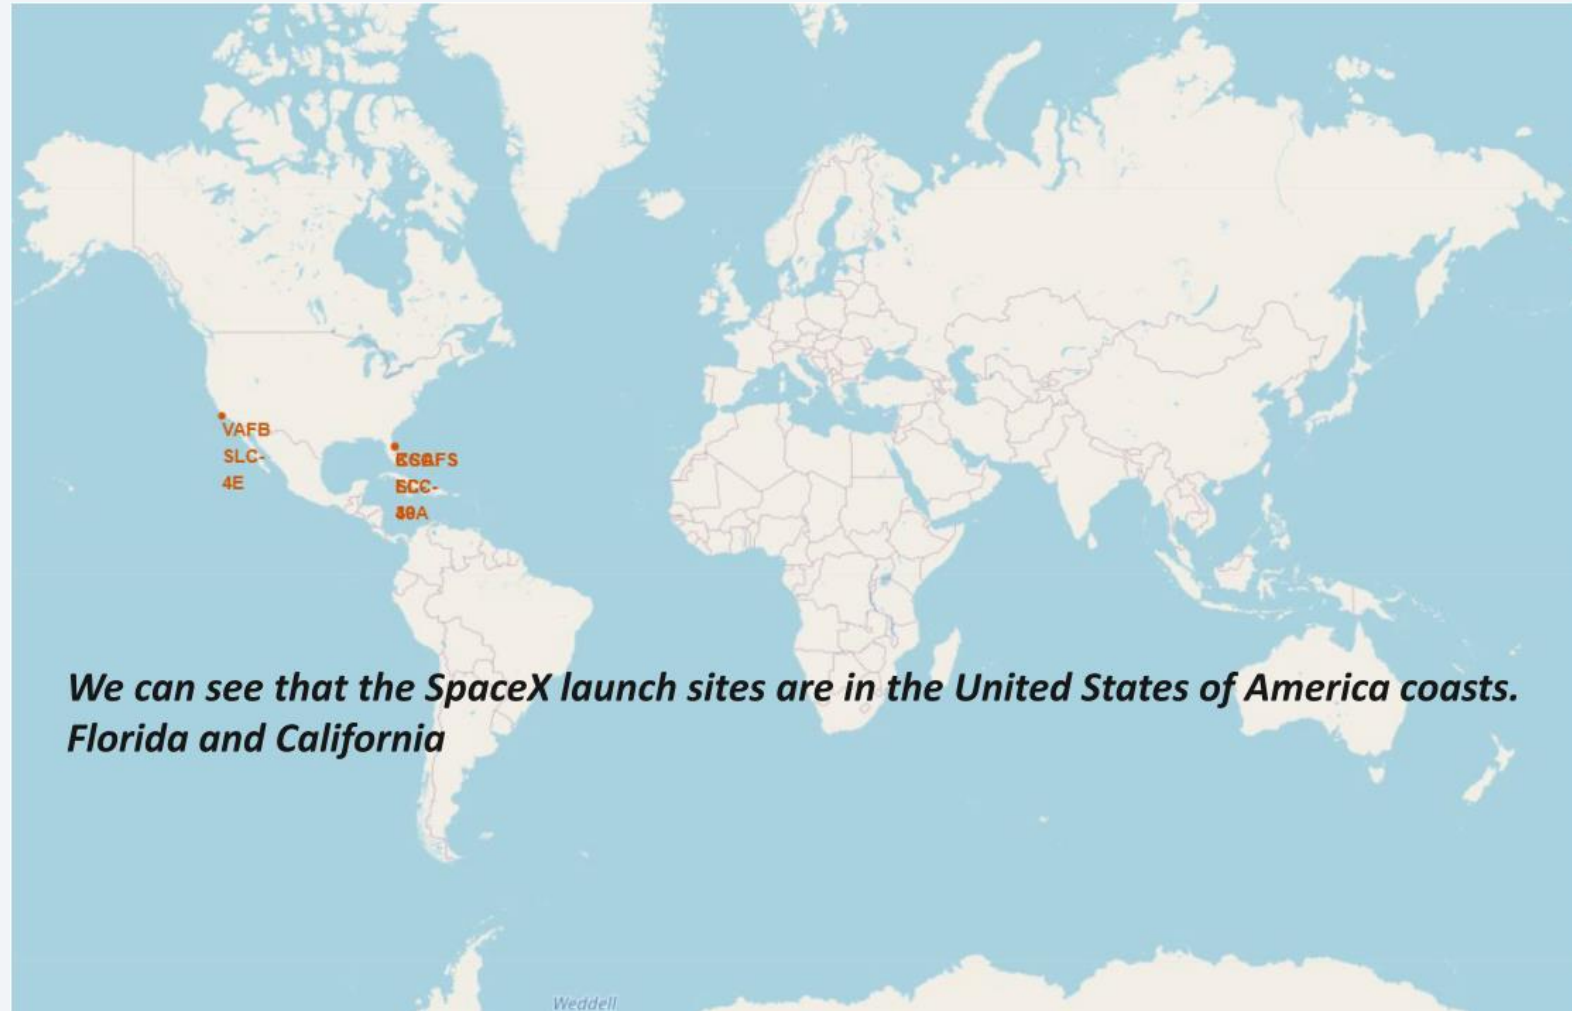 VAFB
SLC-
4E
We can see that the SpaceX launch sites are in the United States of America coasts.
Florida and California
Weddell